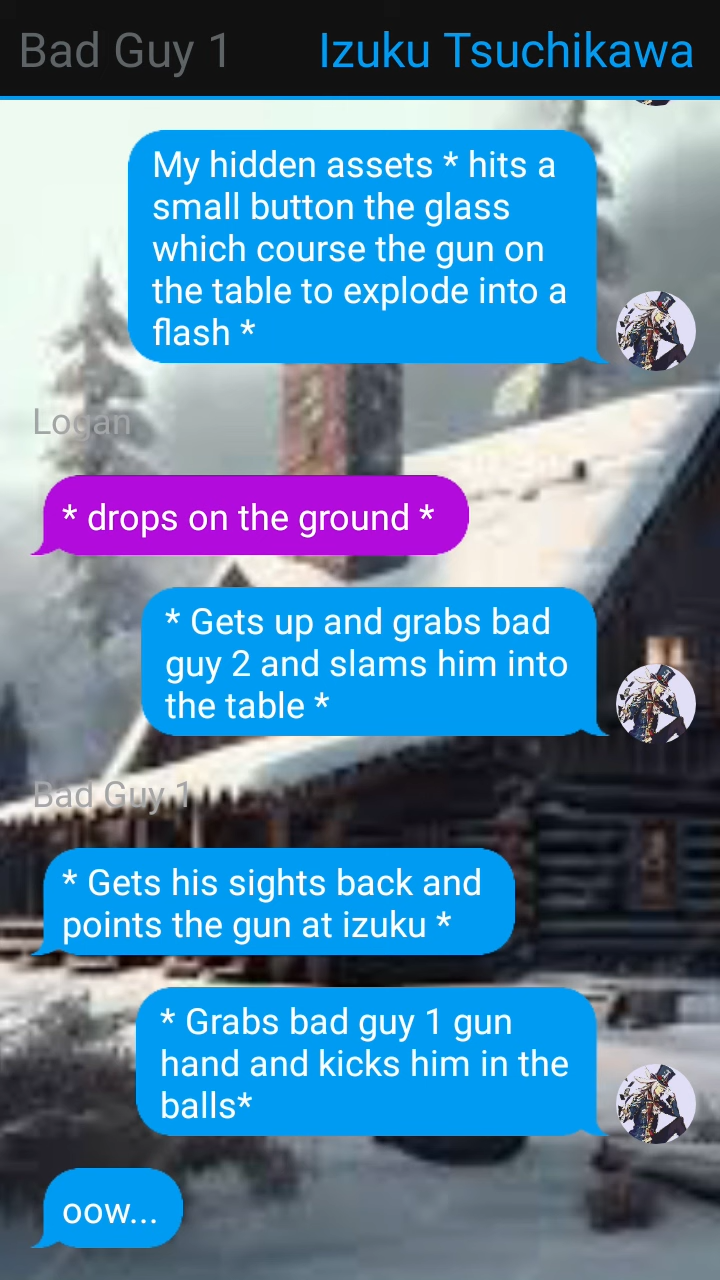 Bad Guy 1
Izuku Tsuchikawa
My hidden assets * hits a
small button the glass
which course the gun on
the table to explode into a
flash *
Logan
* drops on the ground *
* Gets up and grabs bad
guy 2 and slams him into
the table *
Bad Guy 1
* Gets his sights back and
points the gun at izuku *
* Grabs bad guy 1 gun
hand and kicks him in the
balls*
oow...